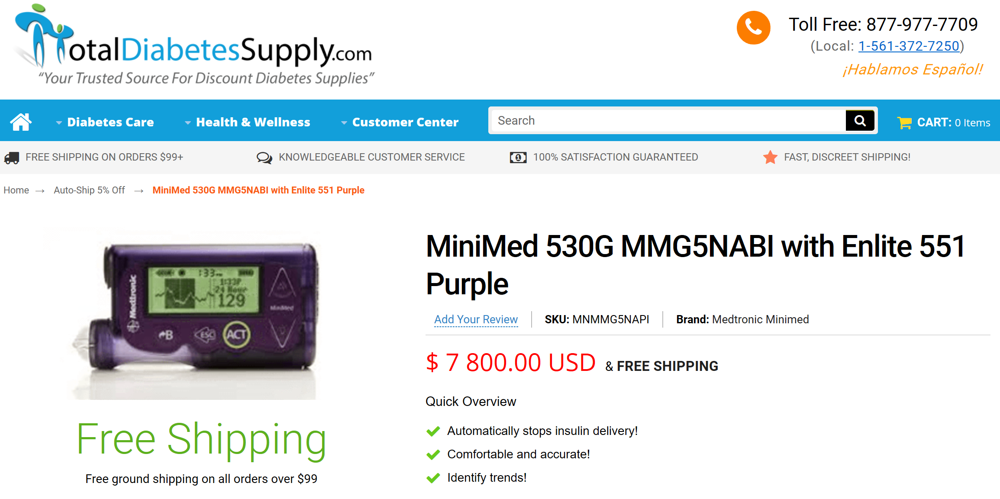 TotalDiabetesSupply.com
“Your Trusted Source For Discount Diabetes Supplies”
Toll Free: 877-977-7709
(Local: 1-561-372-7250)
¡Hablamos Español!
Diabetes Care
Health & Wellness
Customer Center
Search
CART: 0 Items
FREE SHIPPING ON ORDERS $99+
KNOWLEDGEABLE CUSTOMER SERVICE
100% SATISFACTION GUARANTEED
FAST, DISCREET SHIPPING!
Home → Auto-Ship 5% Off → MiniMed 530G MMG5NABI with Enlite 551 Purple
Medtronic
1:33
1:33P
24 Hour
129
MiniMed
B
ESC
ACT
Free Shipping
Free ground shipping on all orders over $99
MiniMed 530G MMG5NABI with Enlite 551
Purple
Add Your Review
SKU: MNMMG5NAPI
Brand: Medtronic Minimed
$ 7 800.00 USD & FREE SHIPPING
Quick Overview
Automatically stops insulin delivery!
Comfortable and accurate!
Identify trends!